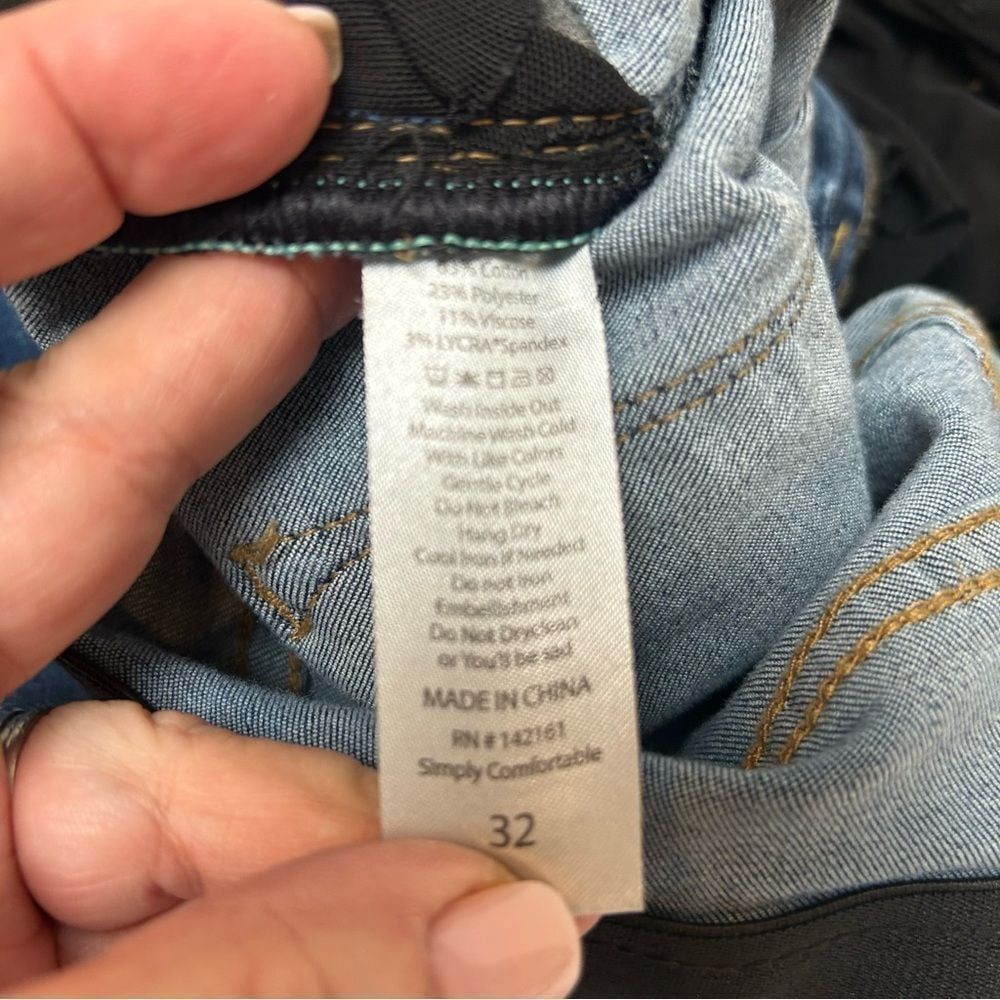 63% Cotton
23% Polyester
11% Viscose
3% LYCRA®Spandex
Wash Inside Out
Machine Wash Cold
With Like Colors
Gentle Cycle
Do Not Bleach
Hang Dry
Cool Iron if Needed
Do not Iron
Embellishment
Do Not Dryclean
or You'll be sad
MADE IN CHINA
RN # 142161
Simply Comfortable
32